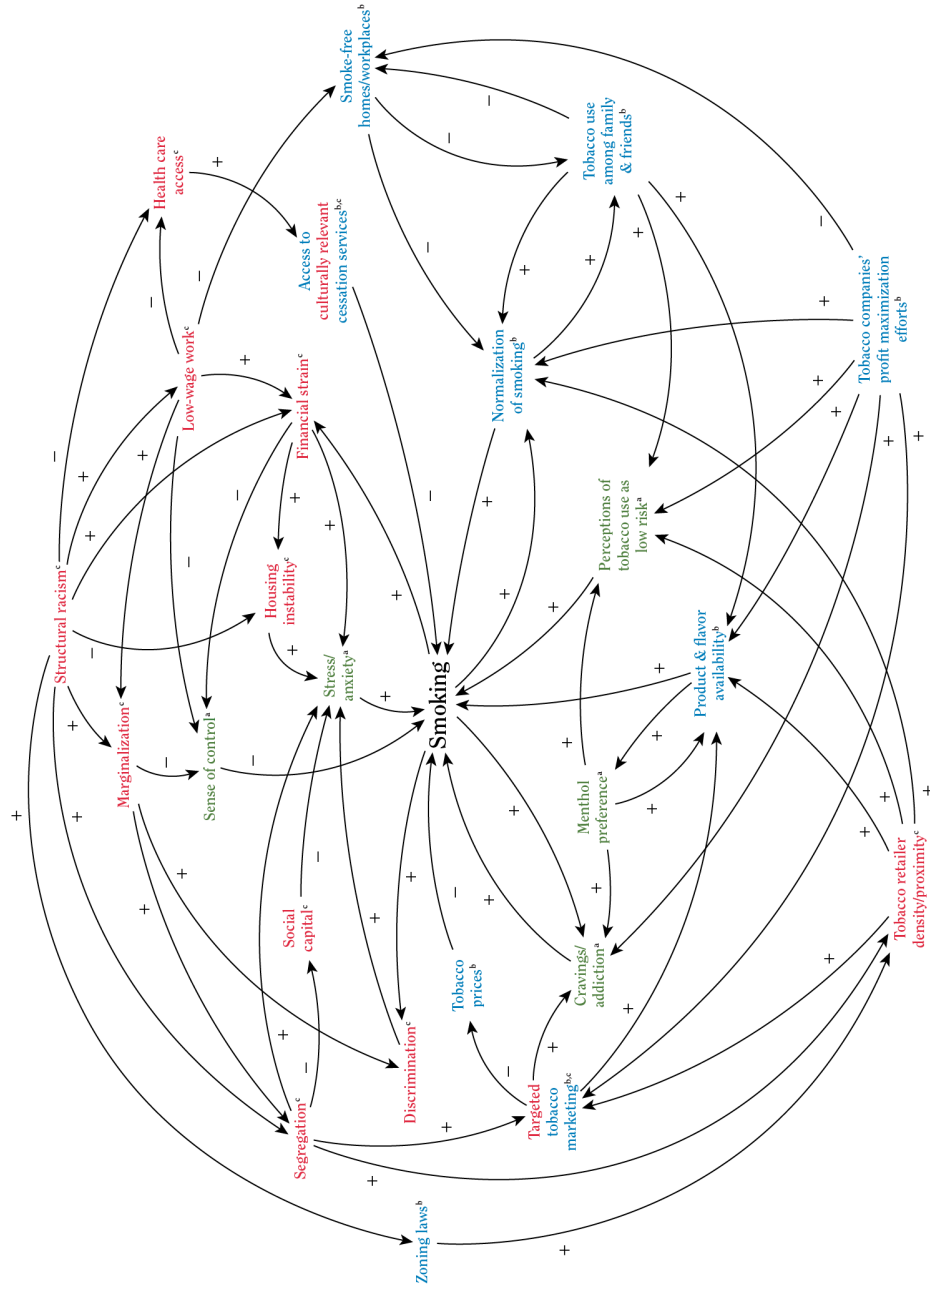 Zoning laws^b
Segregation^c
Discrimination^c
Targeted
tobacco
marketing^b,c
Tobacco
prices^b
Social
capital^c
Cravings/
addiction^a
Tobacco retailer
density/proximity^c
Marginalization^c
Sense of control^a
Menthol
preference^a
Structural racism^c
Housing
instability^c
Stress/
anxiety^a
Smoking
Product & flavor
availability^b
Perceptions of
tobacco use as
low risk^a
Low-wage work^c
Financial strain^c
Normalization
of smoking^b
Tobacco companies'
profit maximization
efforts^b
Health care
access^c
Access to
culturally relevant
cessation services^b,c
Smoke-free
homes/workplaces^b
Tobacco use
among family
& friends^b